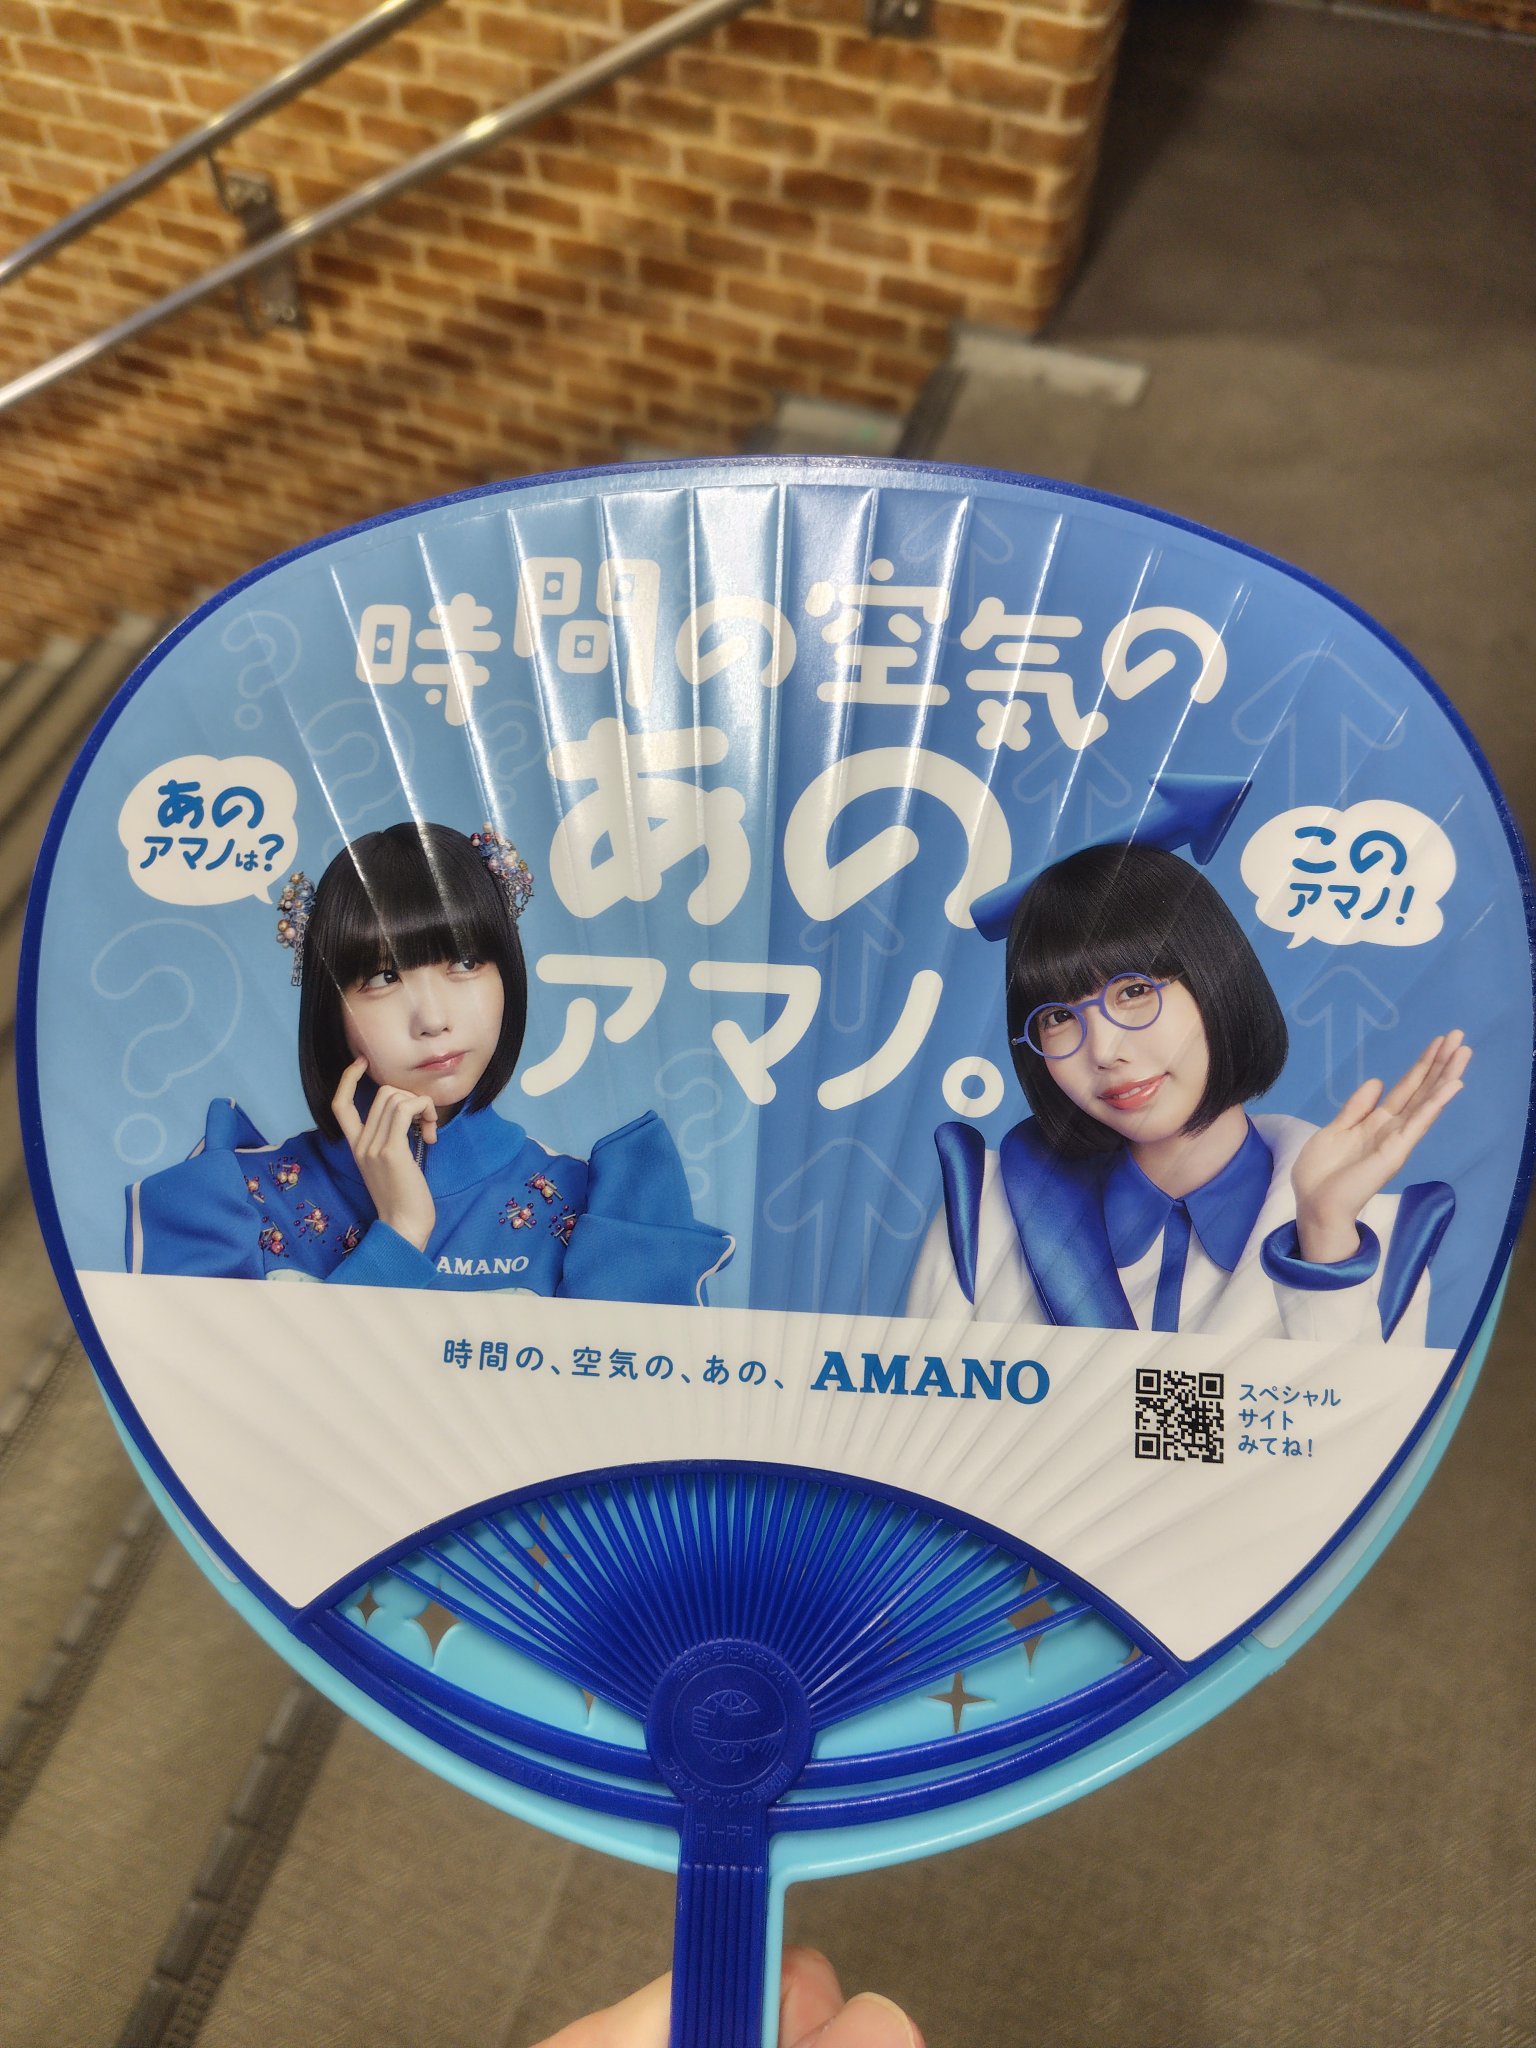 時間の空気の
あの
アマノ。
あの
アマノは?
この
アマノ!
AMANO
時間の、空気の、あの、AMANO
スペシャル
サイト
みてね!
R-PP